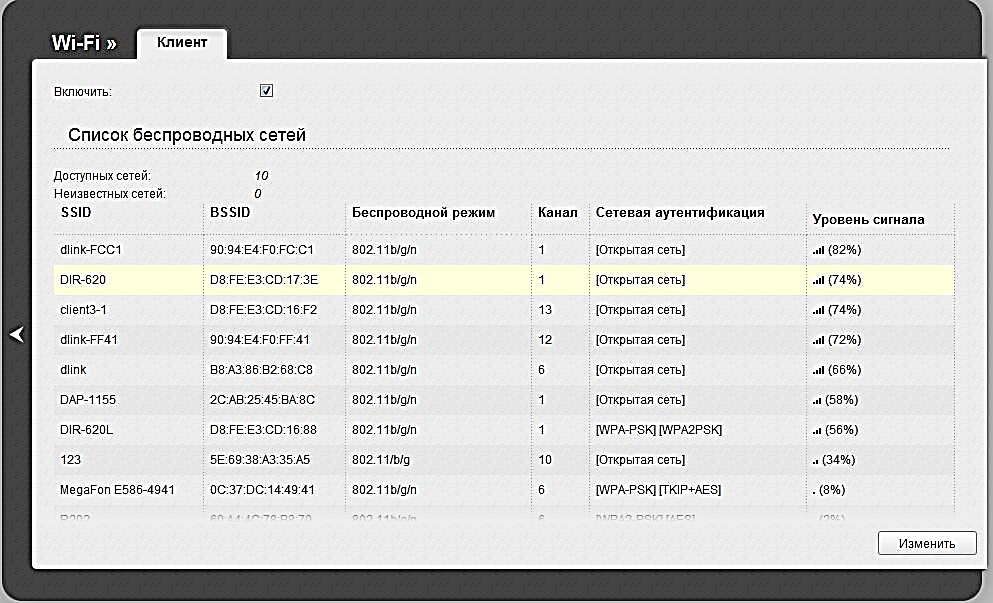 Wi-Fi » Клиент
Включить:
Список беспроводных сетей
Доступных сетей: 10
Неизвестных сетей: 0
SSID BSSID Беспроводной режим Канал Сетевая аутентификация Уровень сигнала
dlink-FCC1 90:94:E4:F0:FC:C1 802.11b/g/n 1 [Открытая сеть] (82%)
DIR-620 D8:FE:E3:CD:17:3E 802.11b/g/n 1 [Открытая сеть] (74%)
client3-1 D8:FE:E3:CD:16:F2 802.11b/g/n 13 [Открытая сеть] (74%)
dlink-FF41 90:94:E4:F0:FF:41 802.11b/g/n 12 [Открытая сеть] (72%)
dlink B8:A3:86:B2:68:C8 802.11b/g/n 6 [Открытая сеть] (66%)
DAP-1155 2C:AB:25:45:BA:8C 802.11b/g/n 1 [Открытая сеть] (58%)
DIR-620L D8:FE:E3:CD:16:88 802.11b/g/n 1 [WPA-PSK] [WPA2PSK] (56%)
123 5E:69:38:A3:35:A5 802.11/b/g 10 [Открытая сеть] (34%)
MegaFon E586-4941 0C:37:DC:14:49:41 802.11b/g/n 6 [WPA-PSK] [TKIP+AES] (8%)
802.11b/g/n 6
Изменить